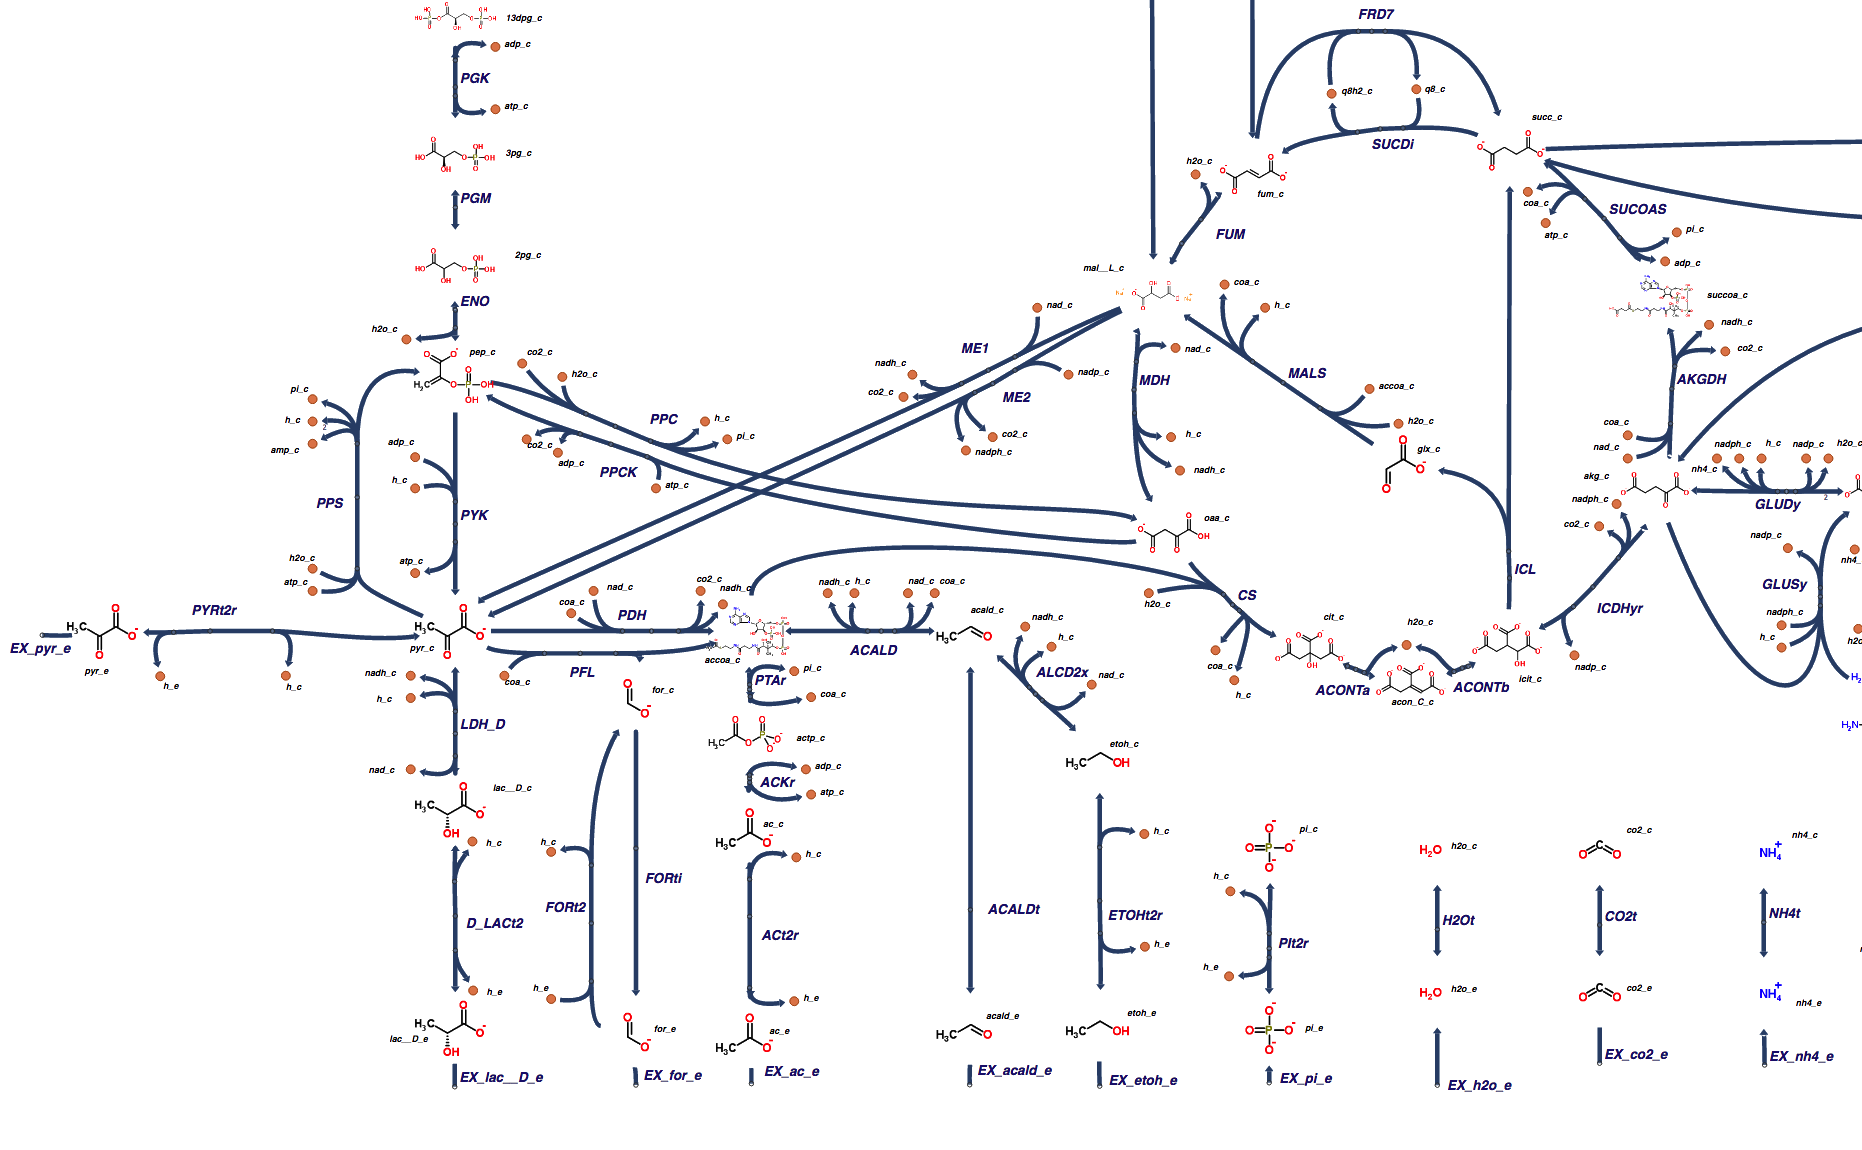 13dpg_c
adp_c
PGK
atp_c
3pg_c
PGM
2pg_c
ENO
h2o_c
pep_c
pi_c
h_c
2
amp_c
PPS
h2o_c
atp_c
adp_c
h_c
PYK
atp_c
co2_c
h2o_c
PPC
h_c
pi_c
co2_c
adp_c
PPCK
atp_c
ME1
nad_c
nadh_c
co2_c
ME2
nadp_c
co2_c
nadph_c
FRD7
q8h2_c
q8_c
SUCDi
succ_c
h2o_c
fum_c
FUM
mal__L_c
coa_c
h_c
MALS
accoa_c
h2o_c
glx_c
MDH
nad_c
h_c
nadh_c
oaa_c
coa_c
atp_c
SUCOAS
pi_c
adp_c
succoa_c
nadh_c
co2_c
AKGDH
coa_c
nad_c
akg_c
nadph_c
co2_c
nh4_c
nadph_c
h_c
nadp_c
h2o_c
GLUDy
2
nadp_c
nh4_
GLUSy
nadph_c
h_c
h2o_c
ICL
ICDHyr
nadp_c
EX_pyr_e
pyr_e
PYRt2r
h_e
h_c
pyr_c
nad_c
coa_c
PDH
co2_c
nadh_c
PFL
coa_c
accoa_c
nadh_c
h_c
nad_c
coa_c
ACALD
acald_c
nadh_c
h_c
ALCD2x
nad_c
h2o_c
CS
coa_c
h_c
cit_c
ACONTa
h2o_c
acon_C_c
ACONTb
icit_c
nadh_c
h_c
LDH_D
nad_c
lac__D_c
h_c
D_LACt2
h_e
lac__D_e
EX_lac__D_e
for_c
FORti
h_c
FORt2
h_e
for_e
EX_for_e
PTAr
pi_c
coa_c
actp_c
ACKr
adp_c
atp_c
ac_c
h_c
ACt2r
h_e
ac_e
EX_ac_e
ACALDt
acald_e
EX_acald_e
etoh_c
h_c
ETOHt2r
h_e
etoh_e
EX_etoh_e
pi_c
h_c
PIt2r
h_e
pi_e
EX_pi_e
H₂O
h2o_c
H2Ot
H₂O
h2o_e
EX_h2o_e
co2_c
CO2t
co2_e
EX_co2_e
NH₄⁺
nh4_c
NH4t
NH₄⁺
nh4_e
EX_nh4_e